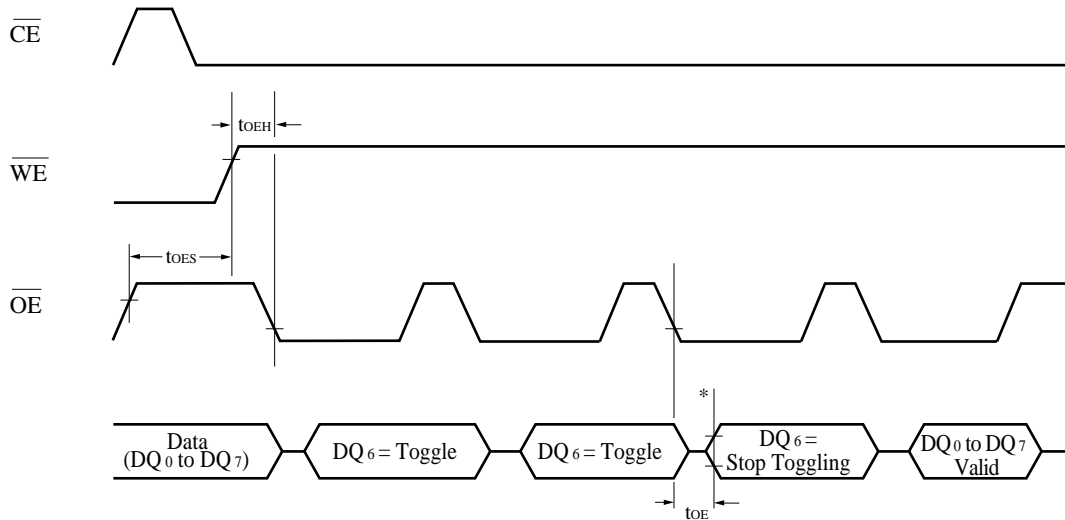 CE
tOEH
WE
tOES
OE
*
Data
(DQ0 to DQ7)
DQ6 = Toggle
DQ6 = Toggle
DQ6 =
Stop Toggling
DQ0 to DQ7
Valid
tOE